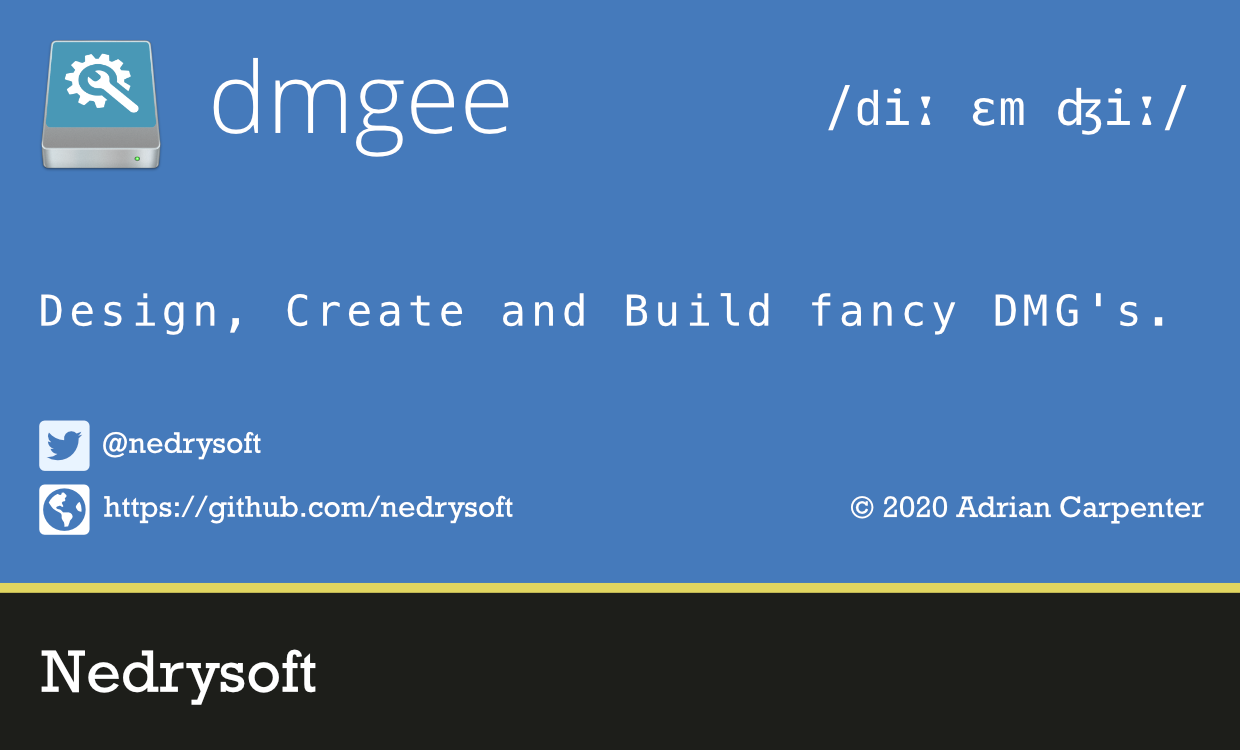 dmgee
/diː ɛm ʤiː/
Design, Create and Build fancy DMG's.
@nedrysoft
https://github.com/nedrysoft
© 2020 Adrian Carpenter
Nedrysoft